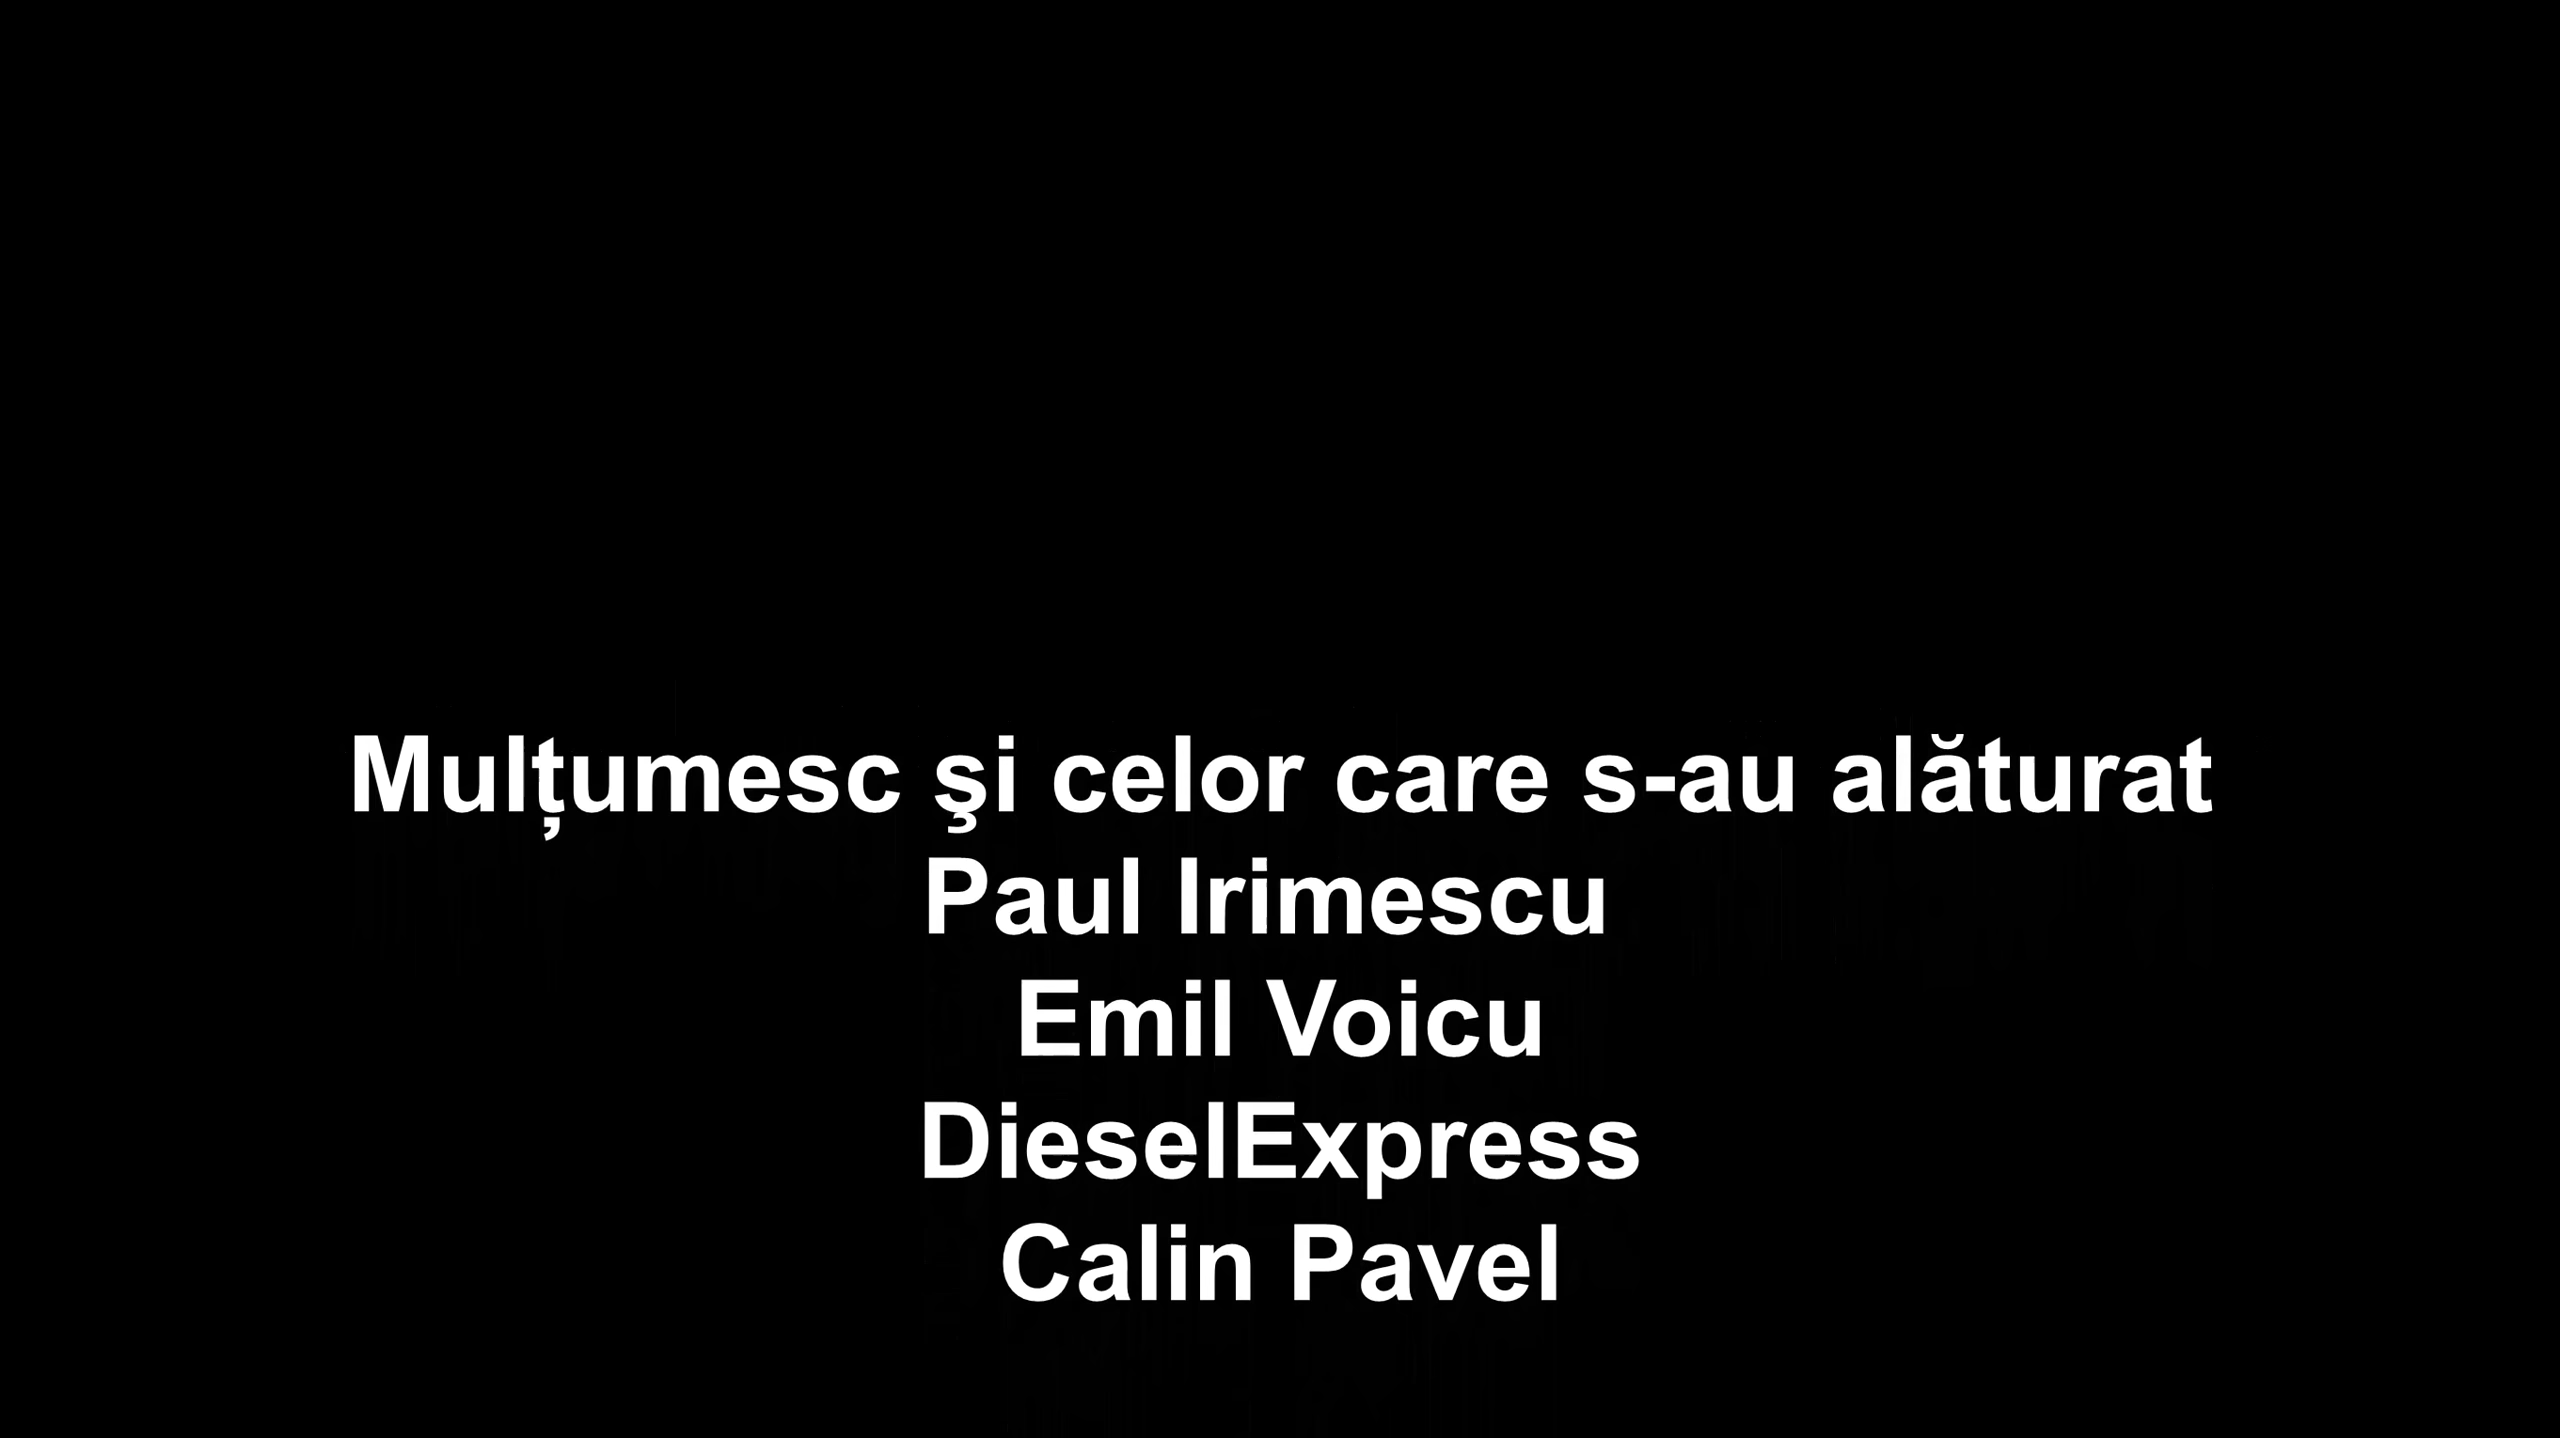 Mulțumesc şi celor care s-au alăturat
Paul Irimescu
Emil Voicu
DieselExpress
Calin Pavel